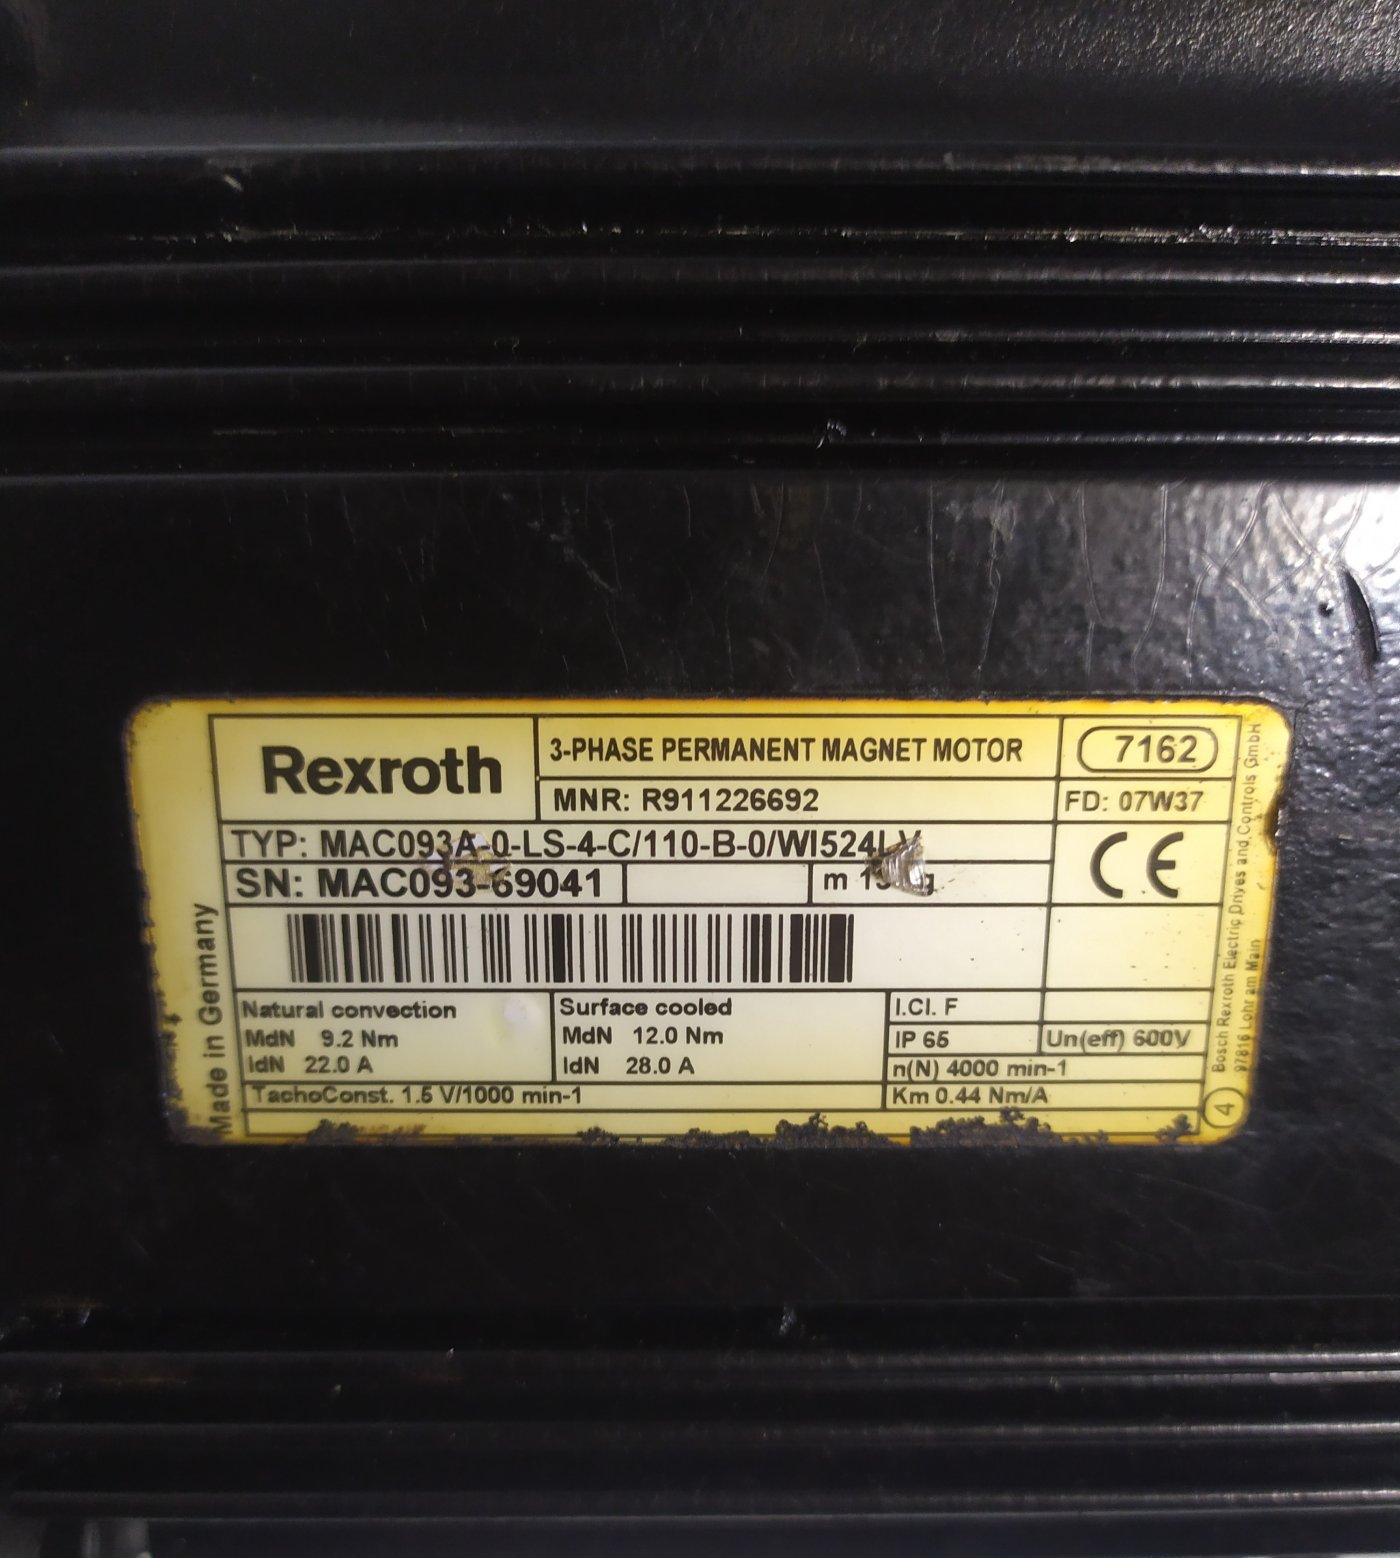 Rexroth
3-PHASE PERMANENT MAGNET MOTOR
7162
MNR: R911226692
FD: 07W37
TYP: MAC093A-0-LS-4-C/110-B-0/WI524LV
SN: MAC093-69041
m
CE
Natural convection
MdN 9.2 Nm
IdN 22.0 A
Surface cooled
MdN 12.0 Nm
IdN 28.0 A
I.Cl. F
IP 65
Un(eff) 600V
n(N) 4000 min-1
TachoConst. 1.5 V/1000 min-1
Km 0.44 Nm/A
Made in Germany
Bosch Rexroth Electric Drives and Controls GmbH
97816 Lohr am Main
4